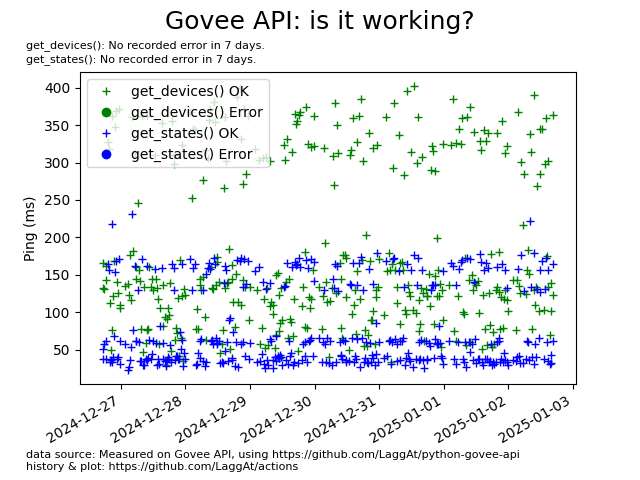 Govee API: is it working?
get_devices(): No recorded error in 7 days.
get_states(): No recorded error in 7 days.
get_devices() OK
get_devices() Error
get_states() OK
get_states() Error
Ping (ms)
400
350
300
250
200
150
100
50
2024-12-27
2024-12-28
2024-12-29
2024-12-30
2024-12-31
2025-01-01
2025-01-02
2025-01-03
data source: Measured on Govee API, using https://github.com/LaggAt/python-govee-api
history & plot: https://github.com/LaggAt/actions